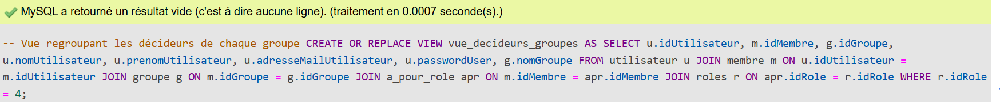 MySQL a retourné un résultat vide (c'est à dire aucune ligne). (traitement en 0.0007 seconde(s).)
-- Vue regroupant les décideurs de chaque groupe CREATE OR REPLACE VIEW vue_decideurs_groupes AS SELECT u.idUtilisateur, m.idMembre, g.idGroupe,
u.nomUtilisateur, u.prenomUtilisateur, u.adresseMailUtilisateur, u.passwordUser, g.nomGroupe FROM utilisateur u JOIN membre m ON u.idUtilisateur =
m.idUtilisateur JOIN groupe g ON m.idGroupe = g.idGroupe JOIN a_pour_role apr ON m.idMembre = apr.idMembre JOIN roles r ON apr.idRole = r.idRole WHERE r.idRole
= 4;